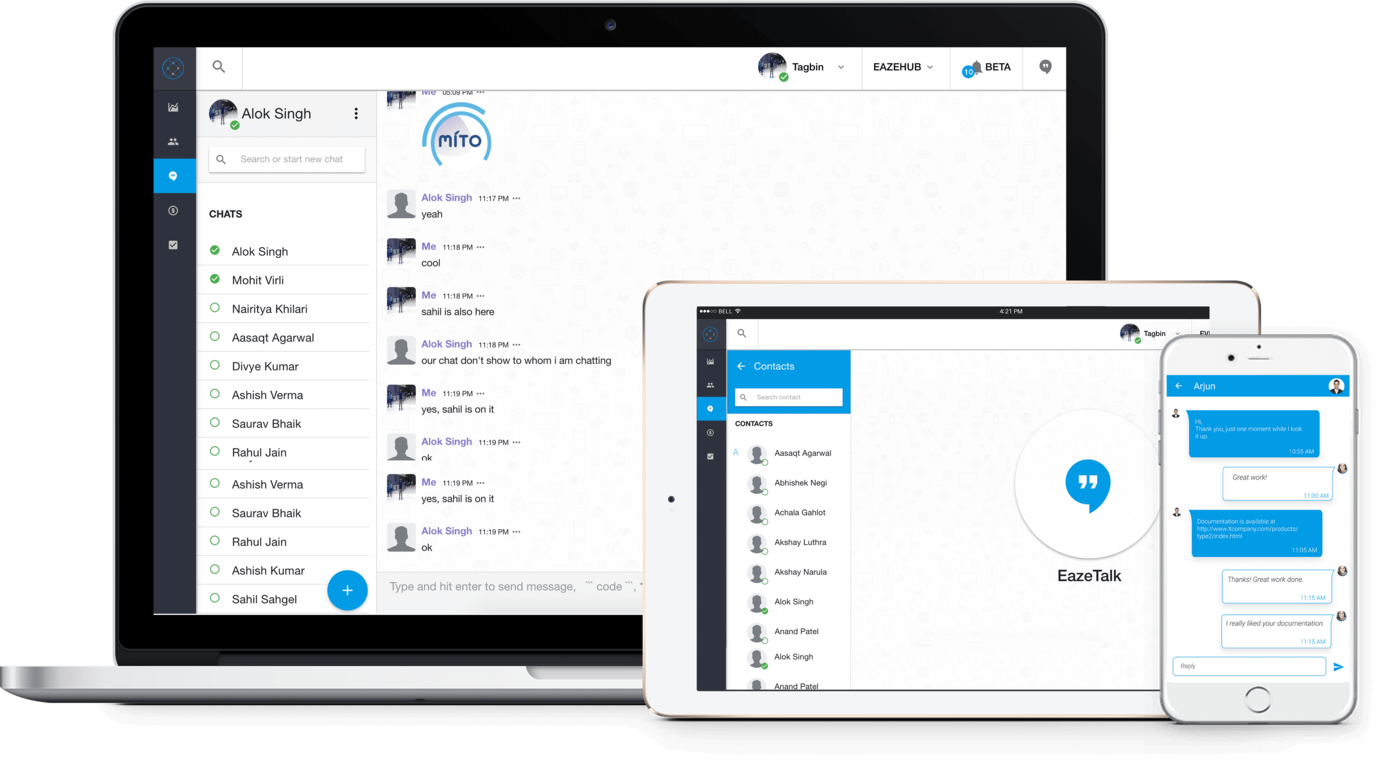 Tagbin
EAZEHUB
10
BETA
Alok Singh
Search or start new chat
CHATS
Alok Singh
Mohit Virli
Nairitya Khilari
Aasaqt Agarwal
Divye Kumar
Ashish Verma
Saurav Bhaik
Rahul Jain
Ashish Verma
Saurav Bhaik
Rahul Jain
Ashish Kumar
Sahil Sahgel
Me 05:09 PM
míto
Alok Singh 11:17 PM
yeah
Me 11:18 PM
cool
Me 11:18 PM
sahil is also here
Alok Singh 11:18 PM
our chat don't show to whom i am chatting
Me 11:19 PM
yes, sahil is on it
Alok Singh 11:19 PM
ok
Me 11:19 PM
yes, sahil is on it
Alok Singh 11:19 PM
ok
Type and hit enter to send message, ``` code ```, *
BELL
4:21 PM
Tagbin
Contacts
Search contact
CONTACTS
A
Aasaqt Agarwal
Abhishek Negi
Achala Gahlot
Akshay Luthra
Akshay Narula
Alok Singh
Anand Patel
Alok Singh
Anand Patel
EazeTalk
Arjun
Hi,
Thank you, just one moment while I look
it up.
10:55 AM
Great work!
11:00 AM
Documentation is available at
http://www.Xcompany.com/products/
type2/index.html
11:05 AM
Thanks! Great work done.
11:15 AM
I really liked your documentation
11:15 AM
Reply